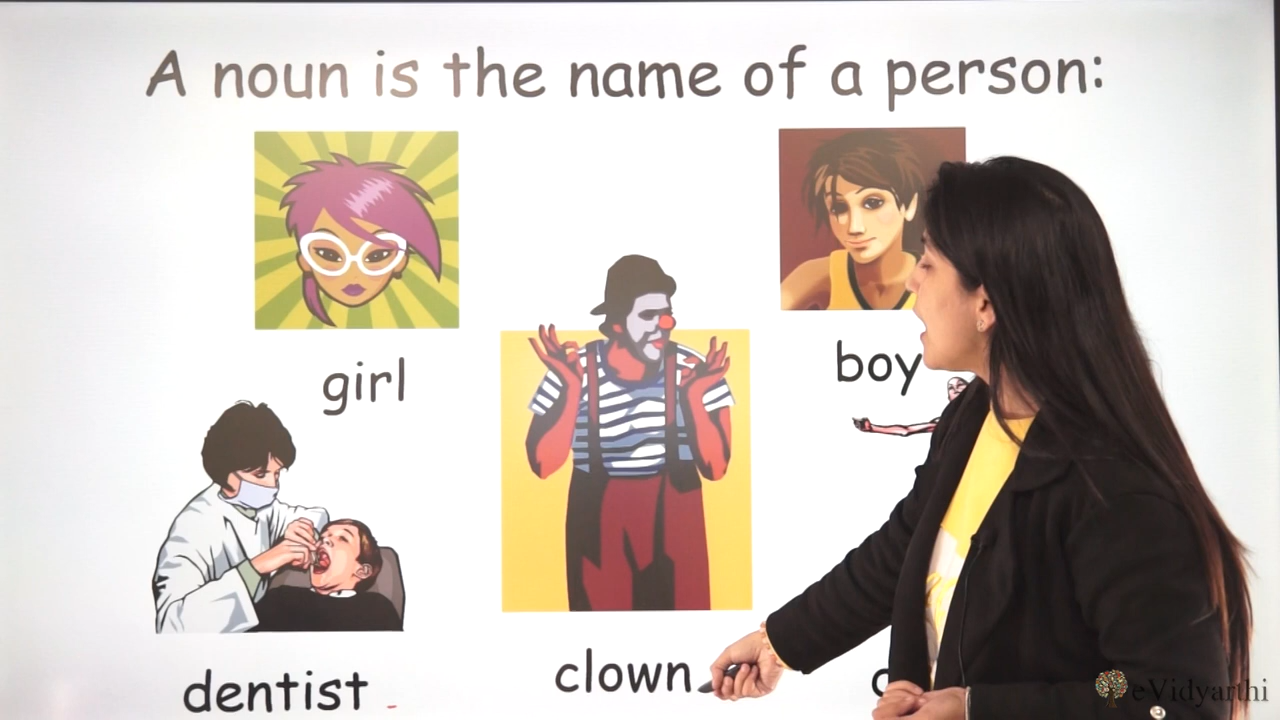 A noun is the name of a person:
girl
boy
dentist
clown
eVidyarthi